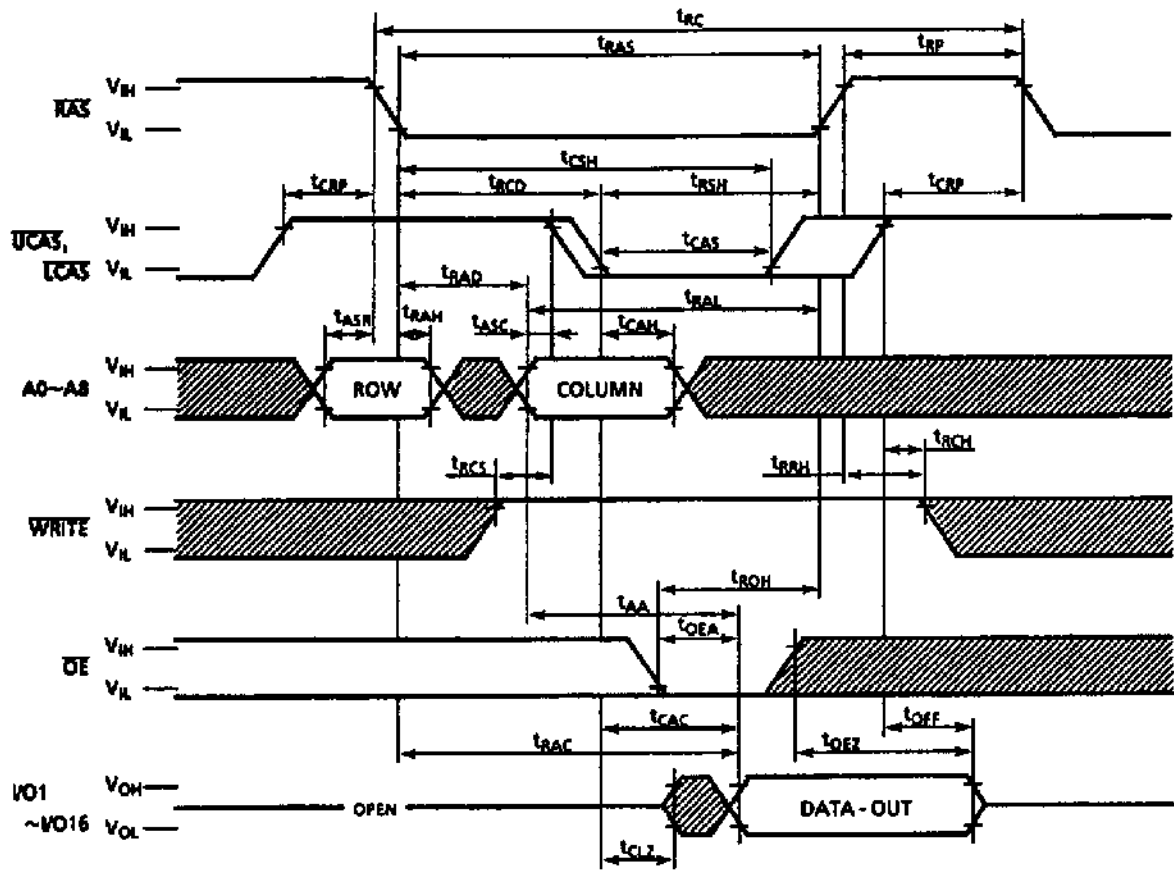 tRC
tRAS
tRP
RAS
VIH
VIL
tCSH
tCRP
tRCD
tRSH
tCRP
UCAS,
LCAS
VIH
VIL
tCAS
tRAD
tRAL
tASR
tRAH
tASC
tCAH
A0~A8
VIH
VIL
ROW
COLUMN
tRCH
tRCS
tRRH
WRITE
VIH
VIL
tROH
tAA
tOEA
OE
VIH
VIL
tCAC
tOFF
tRAC
tOEZ
I/O1
~I/O16
VOH
VOL
OPEN
DATA - OUT
tCLZ